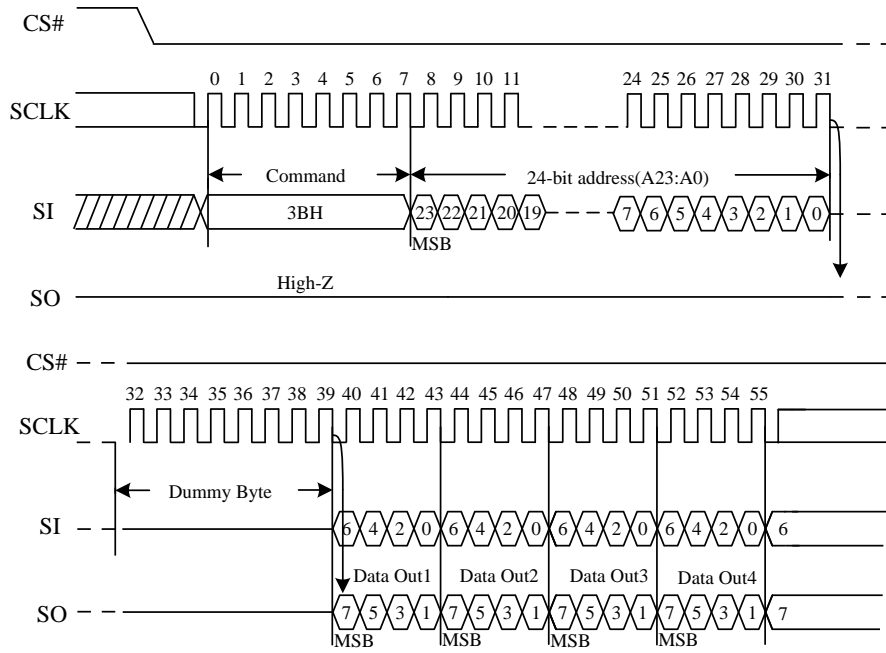 CS#
0 1 2 3 4 5 6 7 8 9 10 11 24 25 26 27 28 29 30 31
SCLK
Command 24-bit address(A23:A0)
SI 3BH 23 22 21 20 19 7 6 5 4 3 2 1 0
MSB
High-Z
SO
CS#
32 33 34 35 36 37 38 39 40 41 42 43 44 45 46 47 48 49 50 51 52 53 54 55
SCLK
Dummy Byte
SI 6 4 2 0 6 4 2 0 6 4 2 0 6 4 2 0 6
Data Out1 Data Out2 Data Out3 Data Out4
SO 7 5 3 1 7 5 3 1 7 5 3 1 7 5 3 1 7
MSB MSB MSB MSB